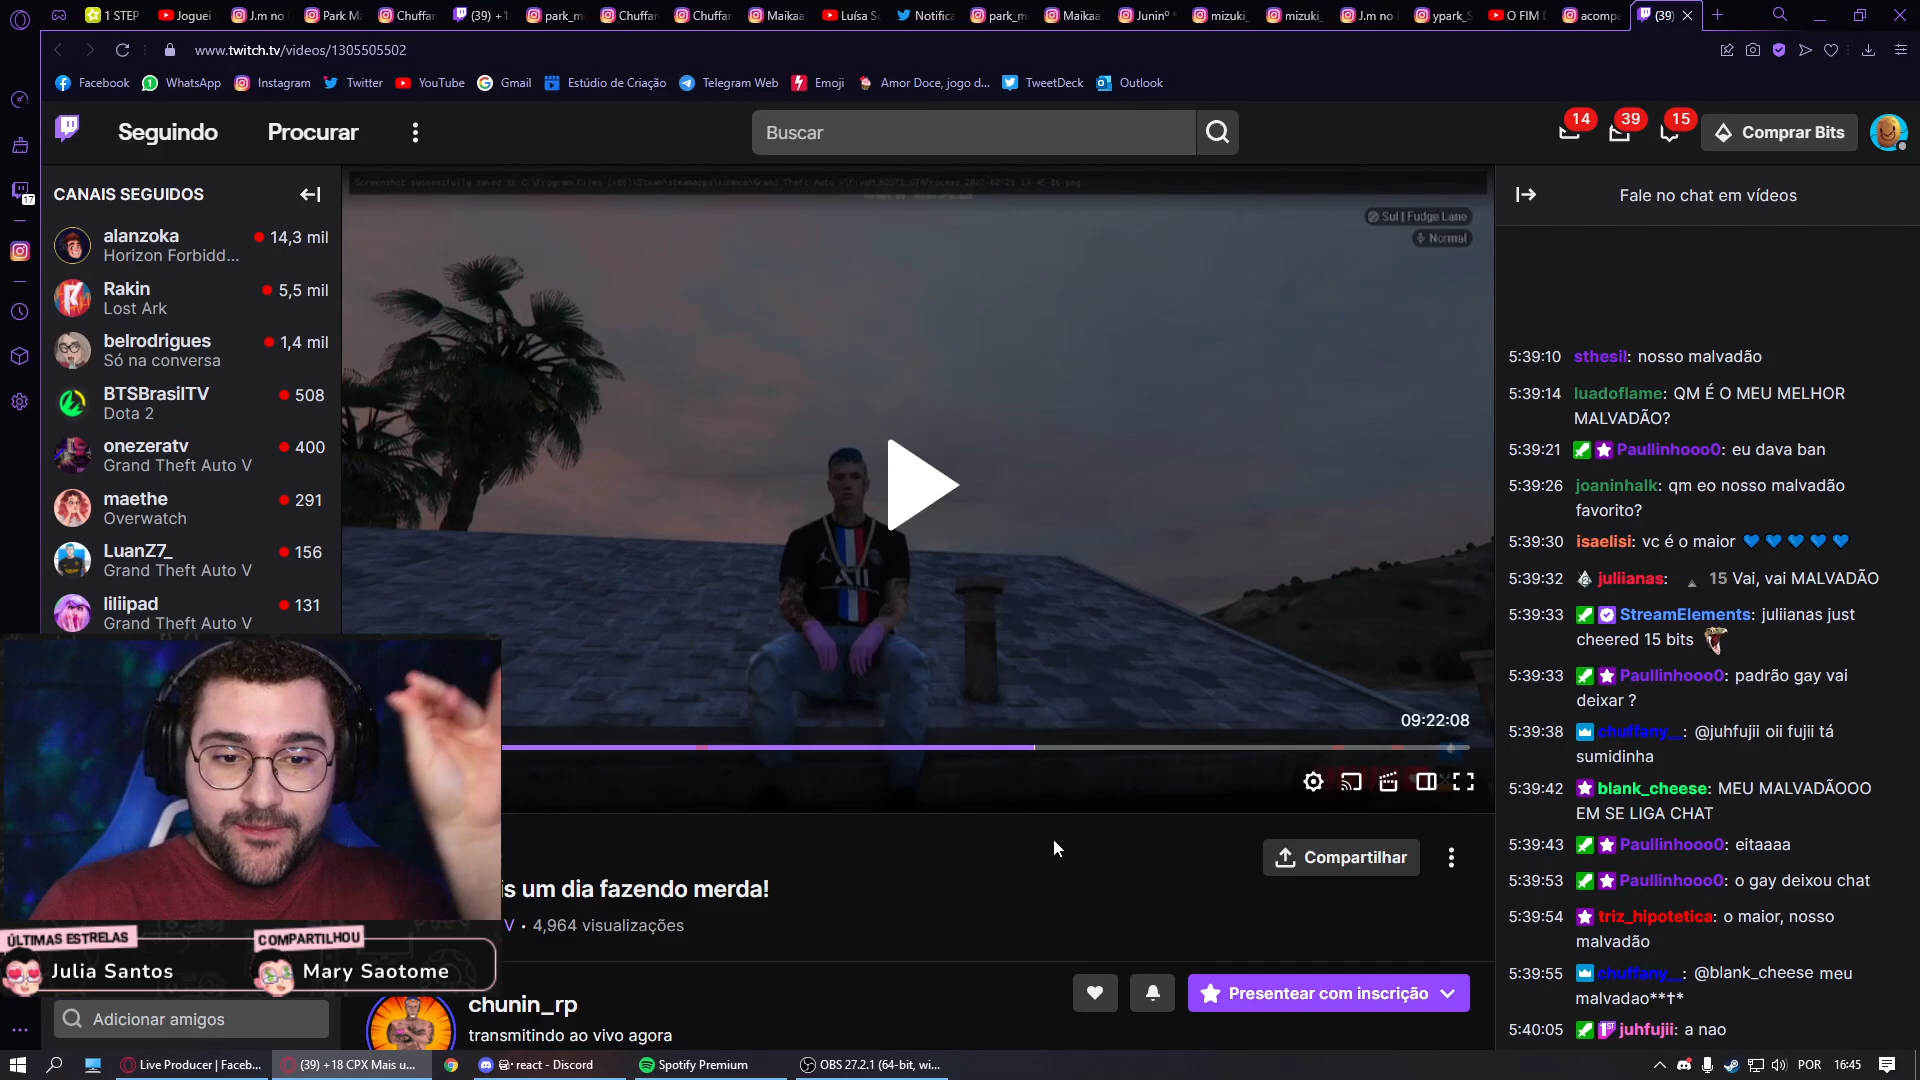 1 STEP
Joguei
J.m no
Park M
Chuffar
(39) +1
park_m
Chuffar
Chuffar
Maikaa
Luísa S
Notifica
park_m
Maikaa
Juninº
mizuki_
mizuki_
J.m no
ypark_S
O FIM
acomp
(39)
www.twitch.tv/videos/1305505502
Facebook
WhatsApp
Instagram
Twitter
YouTube
Gmail
Estúdio de Criação
Telegram Web
Emoji
Amor Doce, jogo d...
TweetDeck
Outlook
Seguindo
Procurar
Buscar
14
39
15
Comprar Bits
17
CANAIS SEGUIDOS
alanzoka
14,3 mil
Horizon Forbidd...
Rakin
5,5 mil
Lost Ark
belrodrigues
1,4 mil
Só na conversa
BTSBrasilTV
508
Dota 2
onezeratv
400
Grand Theft Auto V
maethe
291
Overwatch
LuanZ7_
156
Grand Theft Auto V
liliipad
131
Grand Theft Auto V
Sul | Fudge Lane
Normal
09:22:08
Compartilhar
is um dia fazendo merda!
V • 4,964 visualizações
chunin_rp
transmitindo ao vivo agora
Presentear com inscrição
ÚLTIMAS ESTRELAS
Julia Santos
COMPARTILHOU
Mary Saotome
Adicionar amigos
Fale no chat em vídeos
5:39:10 sthesil: nosso malvadão
5:39:14 luadoflame: QM É O MEU MELHOR
MALVADÃO?
5:39:21 Paullinhooo0: eu dava ban
5:39:26 joaninhalk: qm eo nosso malvadão
favorito?
5:39:30 isaelisi: vc é o maior 💙 💙 💙 💙 💙
5:39:32 juliianas: 15 Vai, vai MALVADÃO
5:39:33 StreamElements: juliianas just
cheered 15 bits
5:39:33 Paullinhooo0: padrão gay vai
deixar ?
5:39:38 chuffany__: @juhfujii oii fujii tá
sumidinha
5:39:42 blank_cheese: MEU MALVADÃOOO
EM SE LIGA CHAT
5:39:43 Paullinhooo0: eitaaaa
5:39:53 Paullinhooo0: o gay deixou chat
5:39:54 triz_hipotetica: o maior, nosso
malvadão
5:39:55 chuffany__: @blank_cheese meu
malvadao**†*
5:40:05 juhfujii: a nao
Live Producer | Faceb...
(39) +18 CPX Mais u...
react - Discord
Spotify Premium
OBS 27.2.1 (64-bit, wi...
POR
16:45